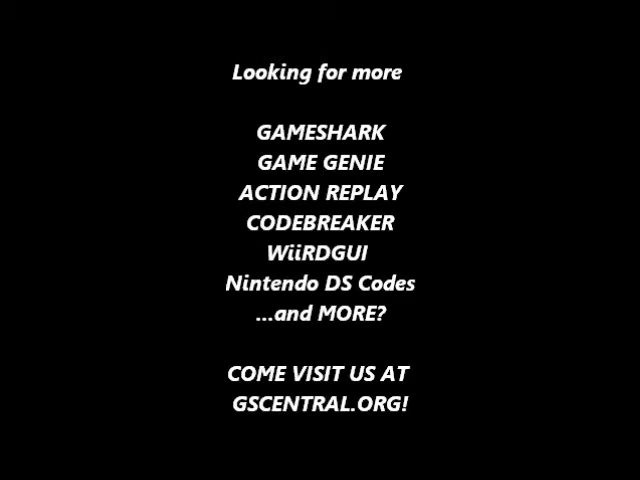 Looking for more
GAMESHARK
GAME GENIE
ACTION REPLAY
CODEBREAKER
WiiRDGUI
Nintendo DS Codes
...and MORE?
COME VISIT US AT
GSCENTRAL.ORG!